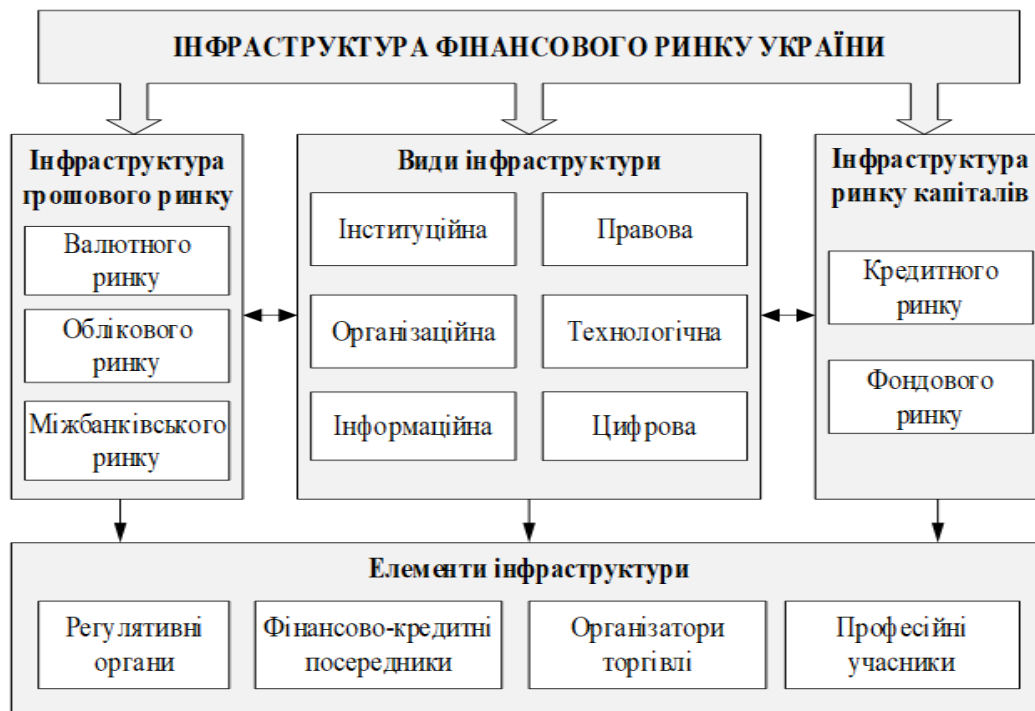 ІНФРАСТРУКТУРА ФІНАНСОВОГО РИНКУ УКРАЇНИ
Інфраструктура
грошового ринку
Валютного
ринку
Облікового
ринку
Міжбанківського
ринку
Види інфраструктури
Інституційна
Правова
Організаційна
Технологічна
Інформаційна
Цифрова
Інфраструктура
ринку капіталів
Кредитного
ринку
Фондового
ринку
Елементи інфраструктури
Регулятивні
органи
Фінансово-кредитні
посередники
Організатори
торгівлі
Професійні
учасники